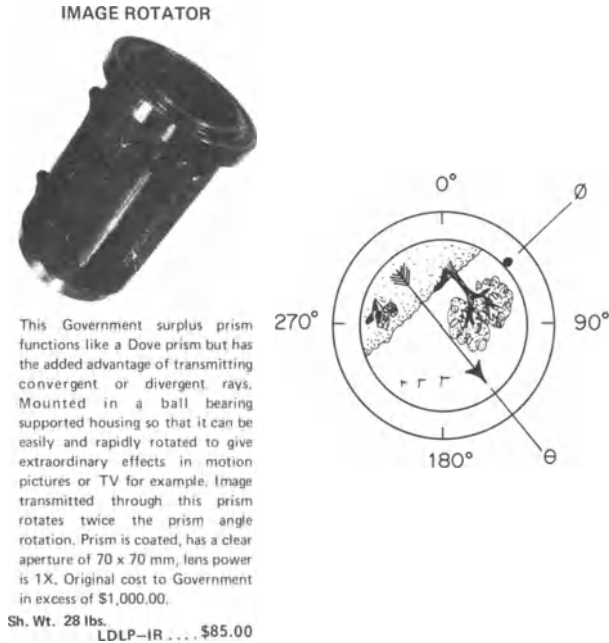 IMAGE ROTATOR
This Government surplus prism
functions like a Dove prism but has
the added advantage of transmitting
convergent or divergent rays.
Mounted in a ball bearing
supported housing so that it can be
easily and rapidly rotated to give
extraordinary effects in motion
pictures or TV for example. Image
transmitted through this prism
rotates twice the prism angle
rotation. Prism is coated, has a clear
aperture of 70 x 70 mm, lens power
is 1X. Original cost to Government
in excess of $1,000.00.
Sh. Wt. 28 lbs.
LDLP—IR .... $85.00
0°
Ø
270°
90°
180°
θ